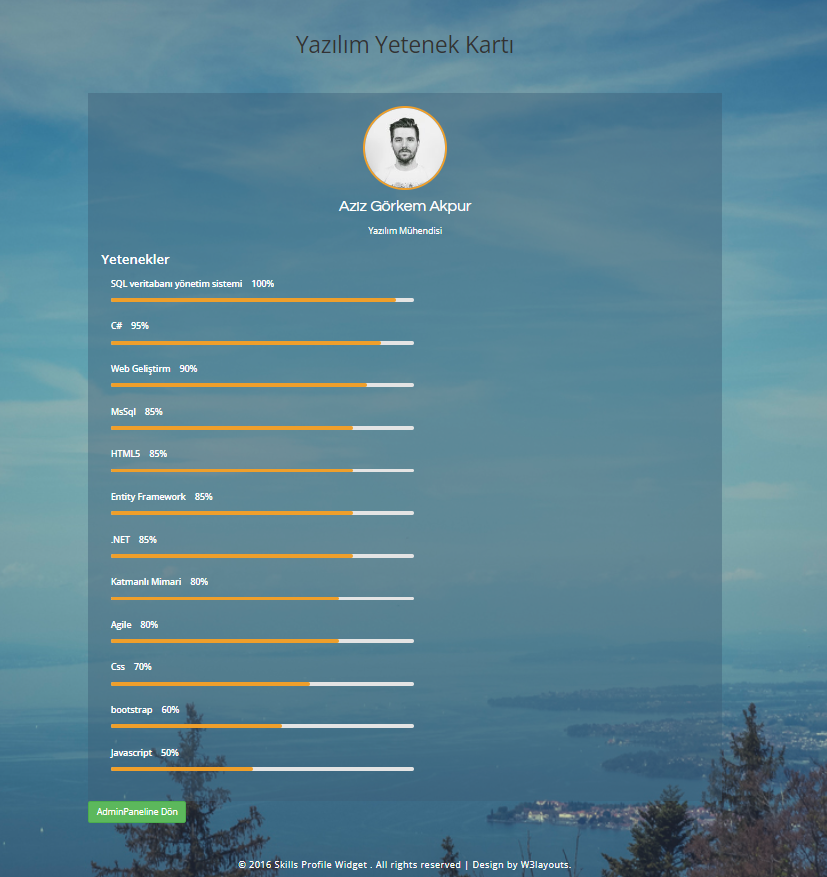 Yazılım Yetenek Kartı
Aziz Görkem Akpur
Yazılım Mühendisi
Yetenekler
SQL veritabanı yönetim sistemi 100%
C# 95%
Web Geliştirm 90%
MsSql 85%
HTML5 85%
Entity Framework 85%
.NET 85%
Katmanlı Mimari 80%
Agile 80%
Css 70%
bootstrap 60%
Javascript 50%
AdminPaneline Dön
© 2016 Skills Profile Widget . All rights reserved | Design by W3layouts.